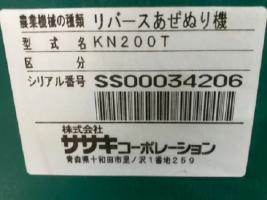 農業機械の種類 リバースあぜぬり機
型式名 KN200T
区分
シリアル番号 SS00034206
株式会社
ササキコーポレーション
青森県十和田市里ノ沢1番地259